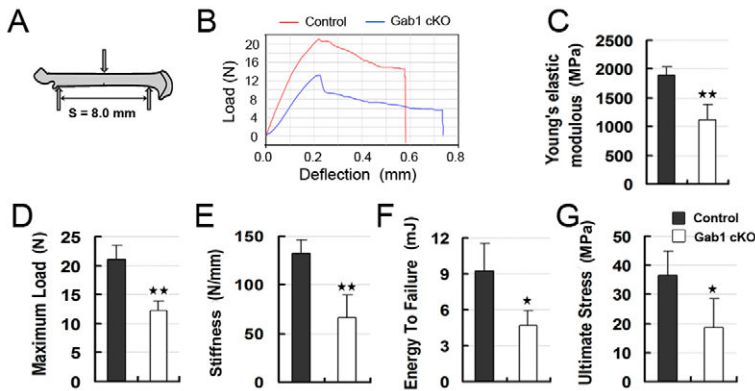 A
S = 8.0 mm
B
Control
Gab1 cKO
Load (N)
20
16
12
8
4
0
0.0
0.2
0.4
0.6
0.8
Deflection (mm)
C
Young's elastic
modulous (MPa)
2500
2000
1500
1000
500
0
★★
D
Maximum Load (N)
25
20
15
10
5
0
★★
E
Stiffness (N/mm)
150
100
50
0
★★
F
Energy To Failure (mJ)
12
9
6
3
0
★
G
Ultimate Stress (MPa)
50
40
30
20
10
0
Control
Gab1 cKO
★